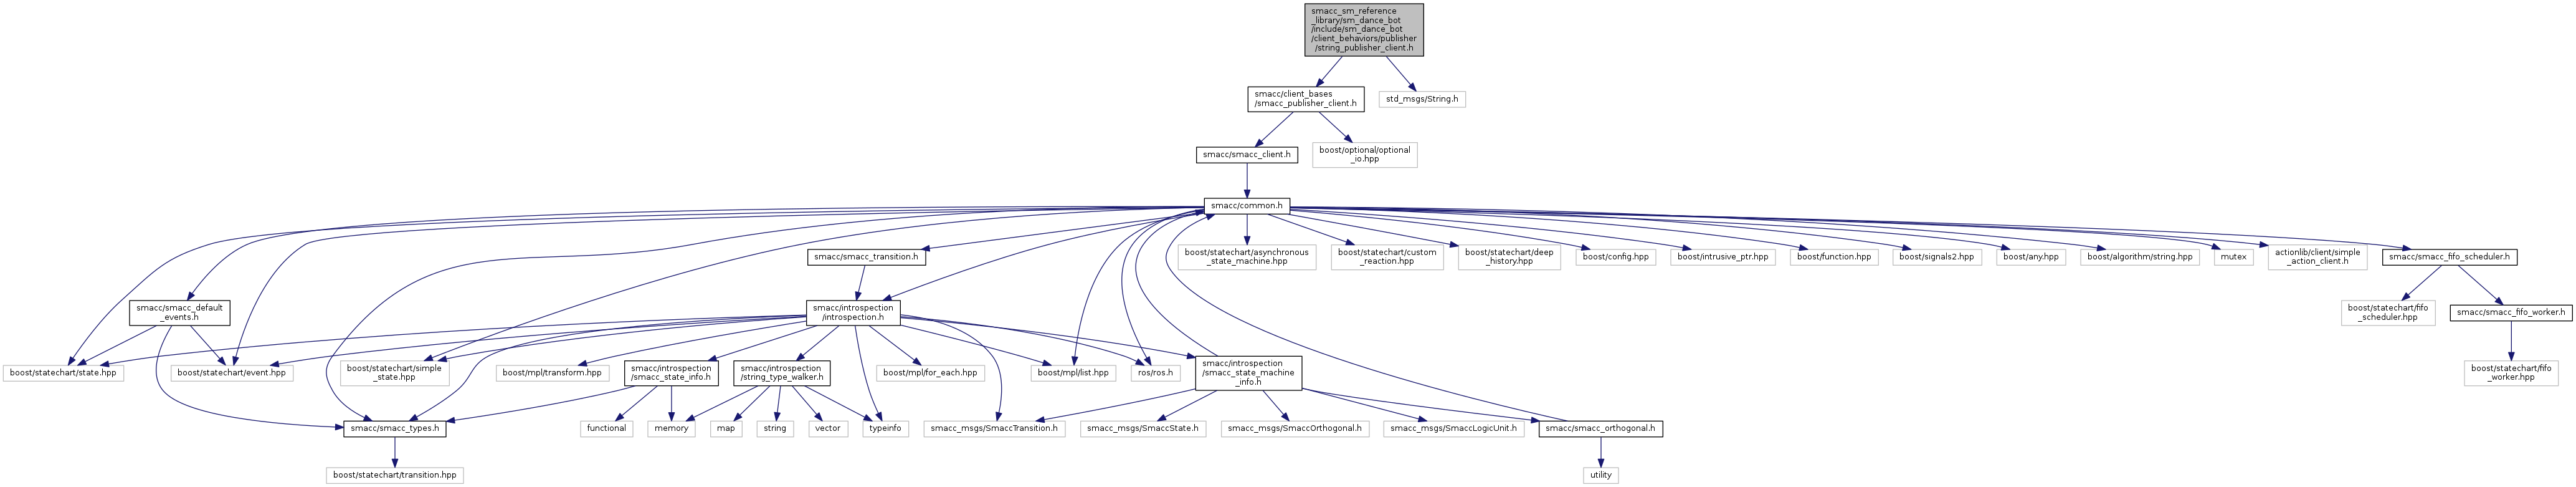 smacc_sm_reference
_library/sm_dance_bot
/include/sm_dance_bot
/client_behaviors/publisher
/string_publisher_client.h
smacc/client_bases
/smacc_publisher_client.h
std_msgs/String.h
smacc/smacc_client.h
boost/optional/optional
_io.hpp
smacc/common.h
smacc/smacc_transition.h
boost/statechart/asynchronous
_state_machine.hpp
boost/statechart/custom
_reaction.hpp
boost/statechart/deep
_history.hpp
boost/config.hpp
boost/intrusive_ptr.hpp
boost/function.hpp
boost/signals2.hpp
boost/any.hpp
boost/algorithm/string.hpp
mutex
actionlib/client/simple
_action_client.h
smacc/smacc_fifo_scheduler.h
smacc/smacc_default
_events.h
smacc/introspection
/introspection.h
boost/statechart/fifo
_scheduler.hpp
smacc/smacc_fifo_worker.h
boost/statechart/state.hpp
boost/statechart/event.hpp
boost/statechart/simple
_state.hpp
boost/mpl/transform.hpp
smacc/introspection
/smacc_state_info.h
smacc/introspection
/string_type_walker.h
boost/mpl/for_each.hpp
boost/mpl/list.hpp
ros/ros.h
smacc/introspection
/smacc_state_machine
_info.h
boost/statechart/fifo
_worker.hpp
smacc/smacc_types.h
functional
memory
map
string
vector
typeinfo
smacc_msgs/SmaccTransition.h
smacc_msgs/SmaccState.h
smacc_msgs/SmaccOrthogonal.h
smacc_msgs/SmaccLogicUnit.h
smacc/smacc_orthogonal.h
boost/statechart/transition.hpp
utility